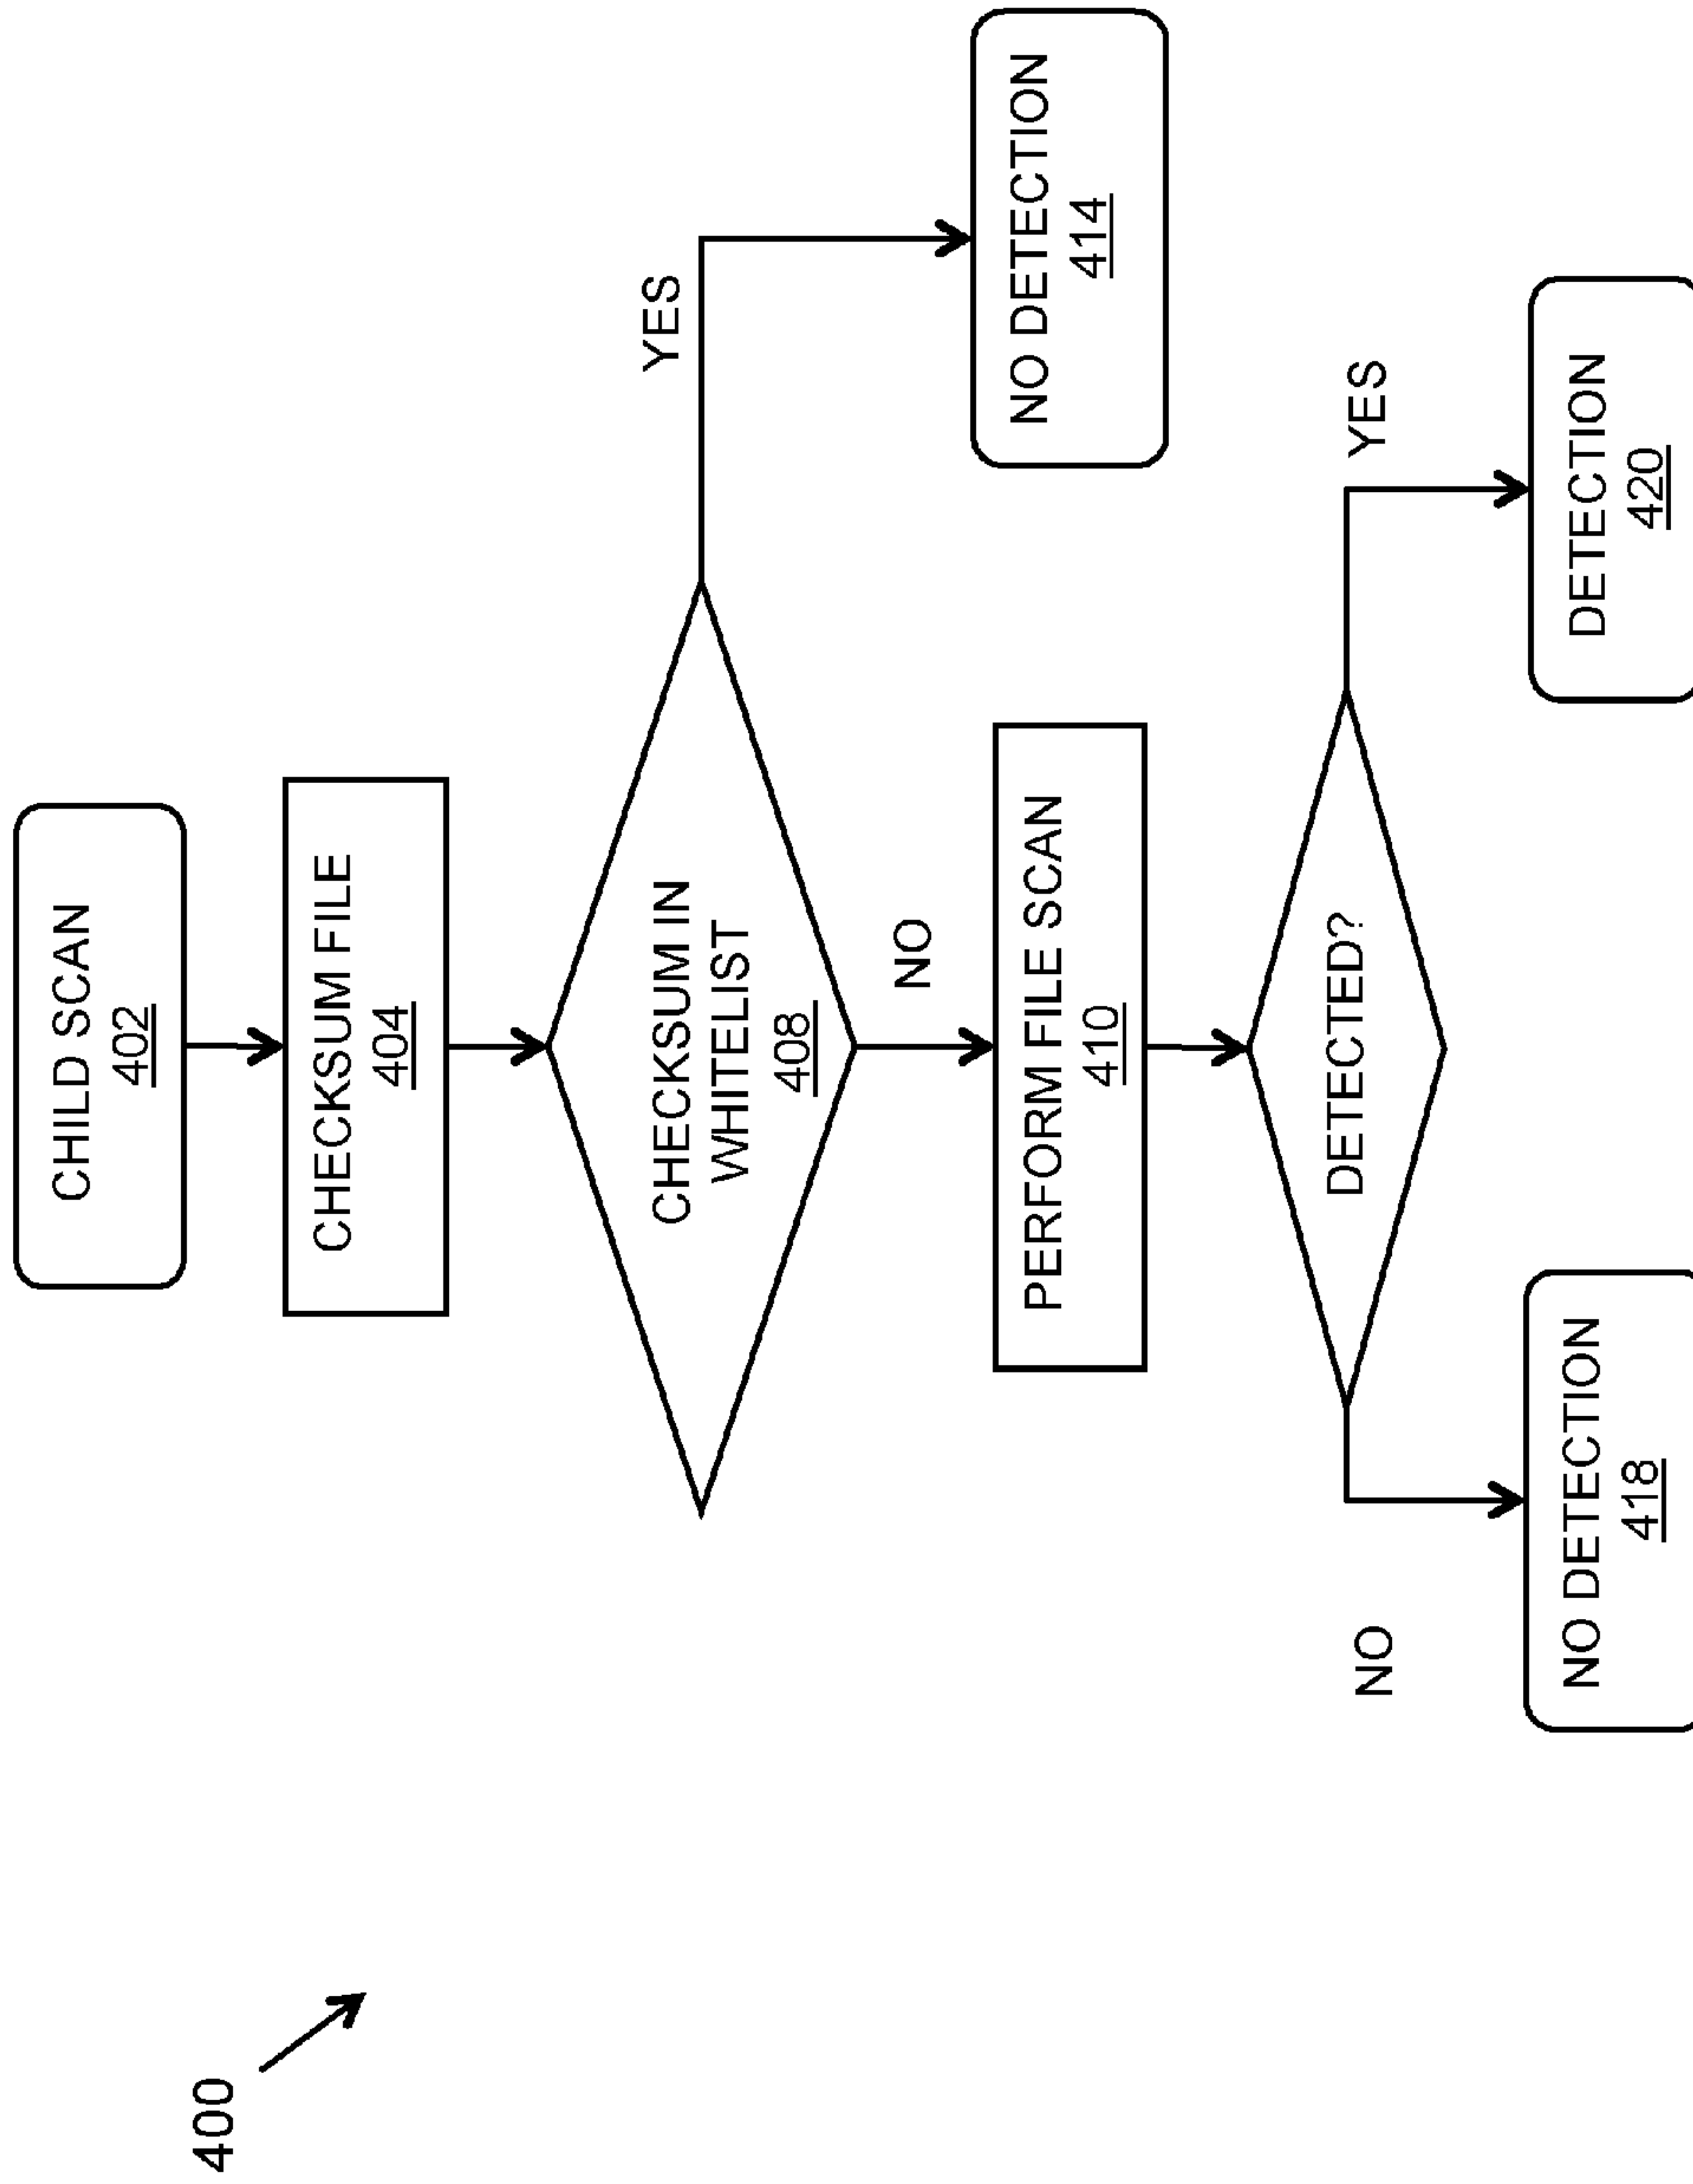 400
CHILD SCAN
402
CHECKSUM FILE
404
CHECKSUM IN
WHITELIST
408
YES
NO
NO DETECTION
414
PERFORM FILE SCAN
410
DETECTED?
NO
YES
NO DETECTION
418
DETECTION
420